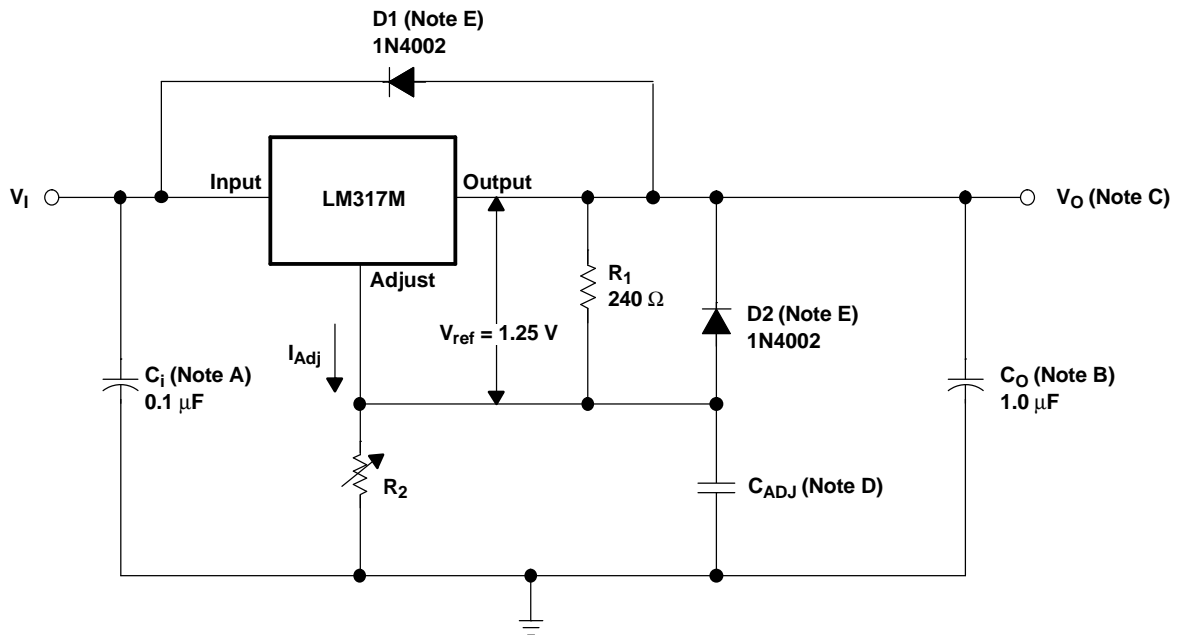 D1 (Note E)
1N4002
Input
LM317M
Output
VI
VO (Note C)
Adjust
R1
240 Ω
D2 (Note E)
1N4002
Vref = 1.25 V
IAdj
Ci (Note A)
0.1 μF
CO (Note B)
1.0 μF
R2
CADJ (Note D)